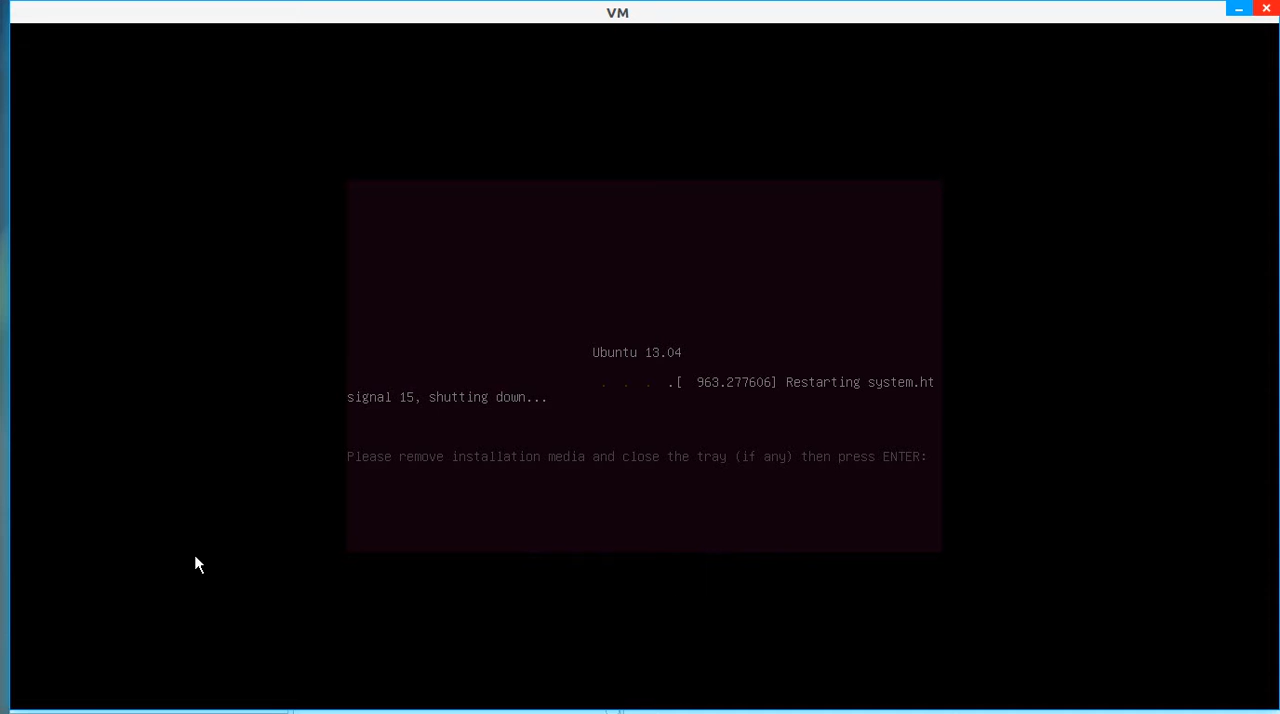 VM
Ubuntu 13.04
. . . .[  963.277606] Restarting system.ht
signal 15, shutting down...
Please remove installation media and close the tray (if any) then press ENTER: